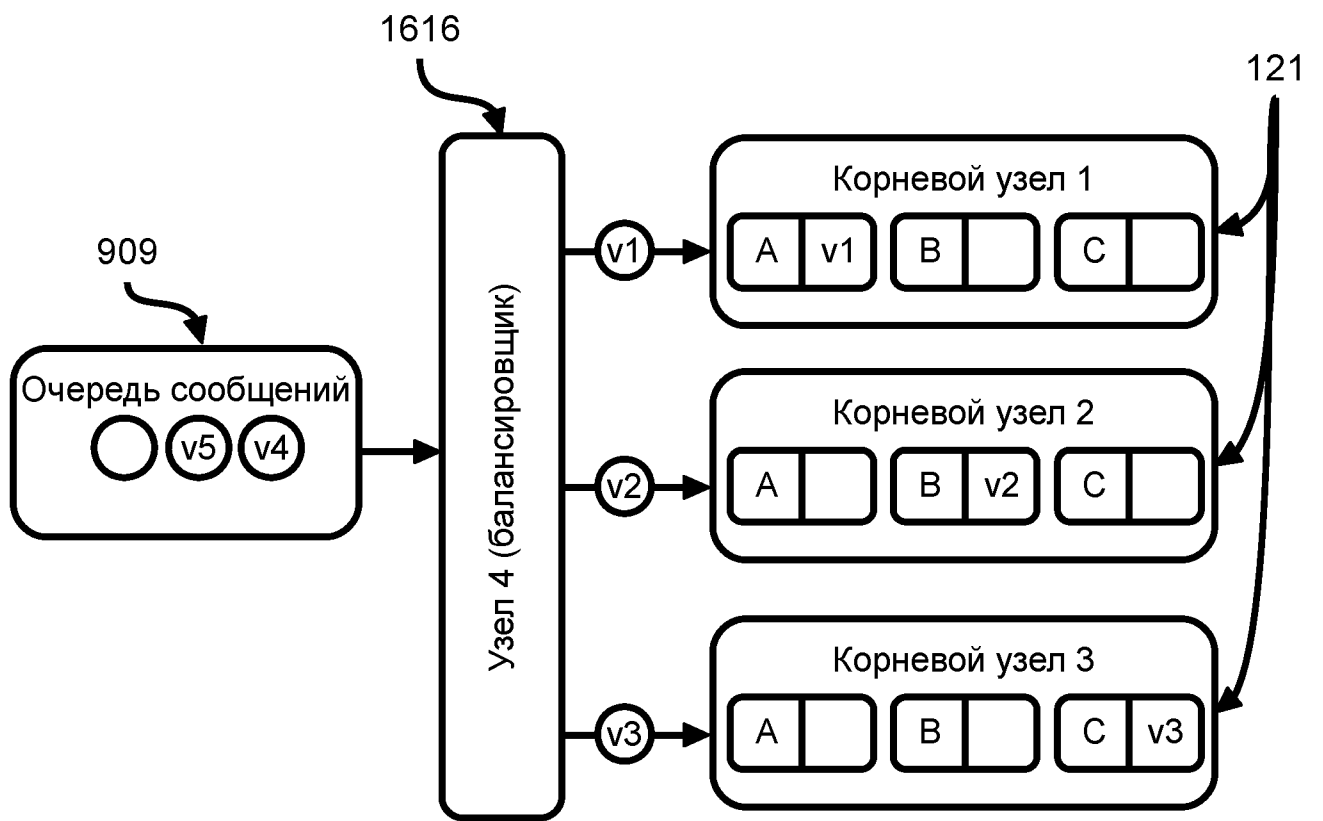 1616
121
909
Очередь сообщений
v5 v4
Узел 4 (балансировщик)
v1
Корневой узел 1
A v1 B C
v2
Корневой узел 2
A B v2 C
v3
Корневой узел 3
A B C v3